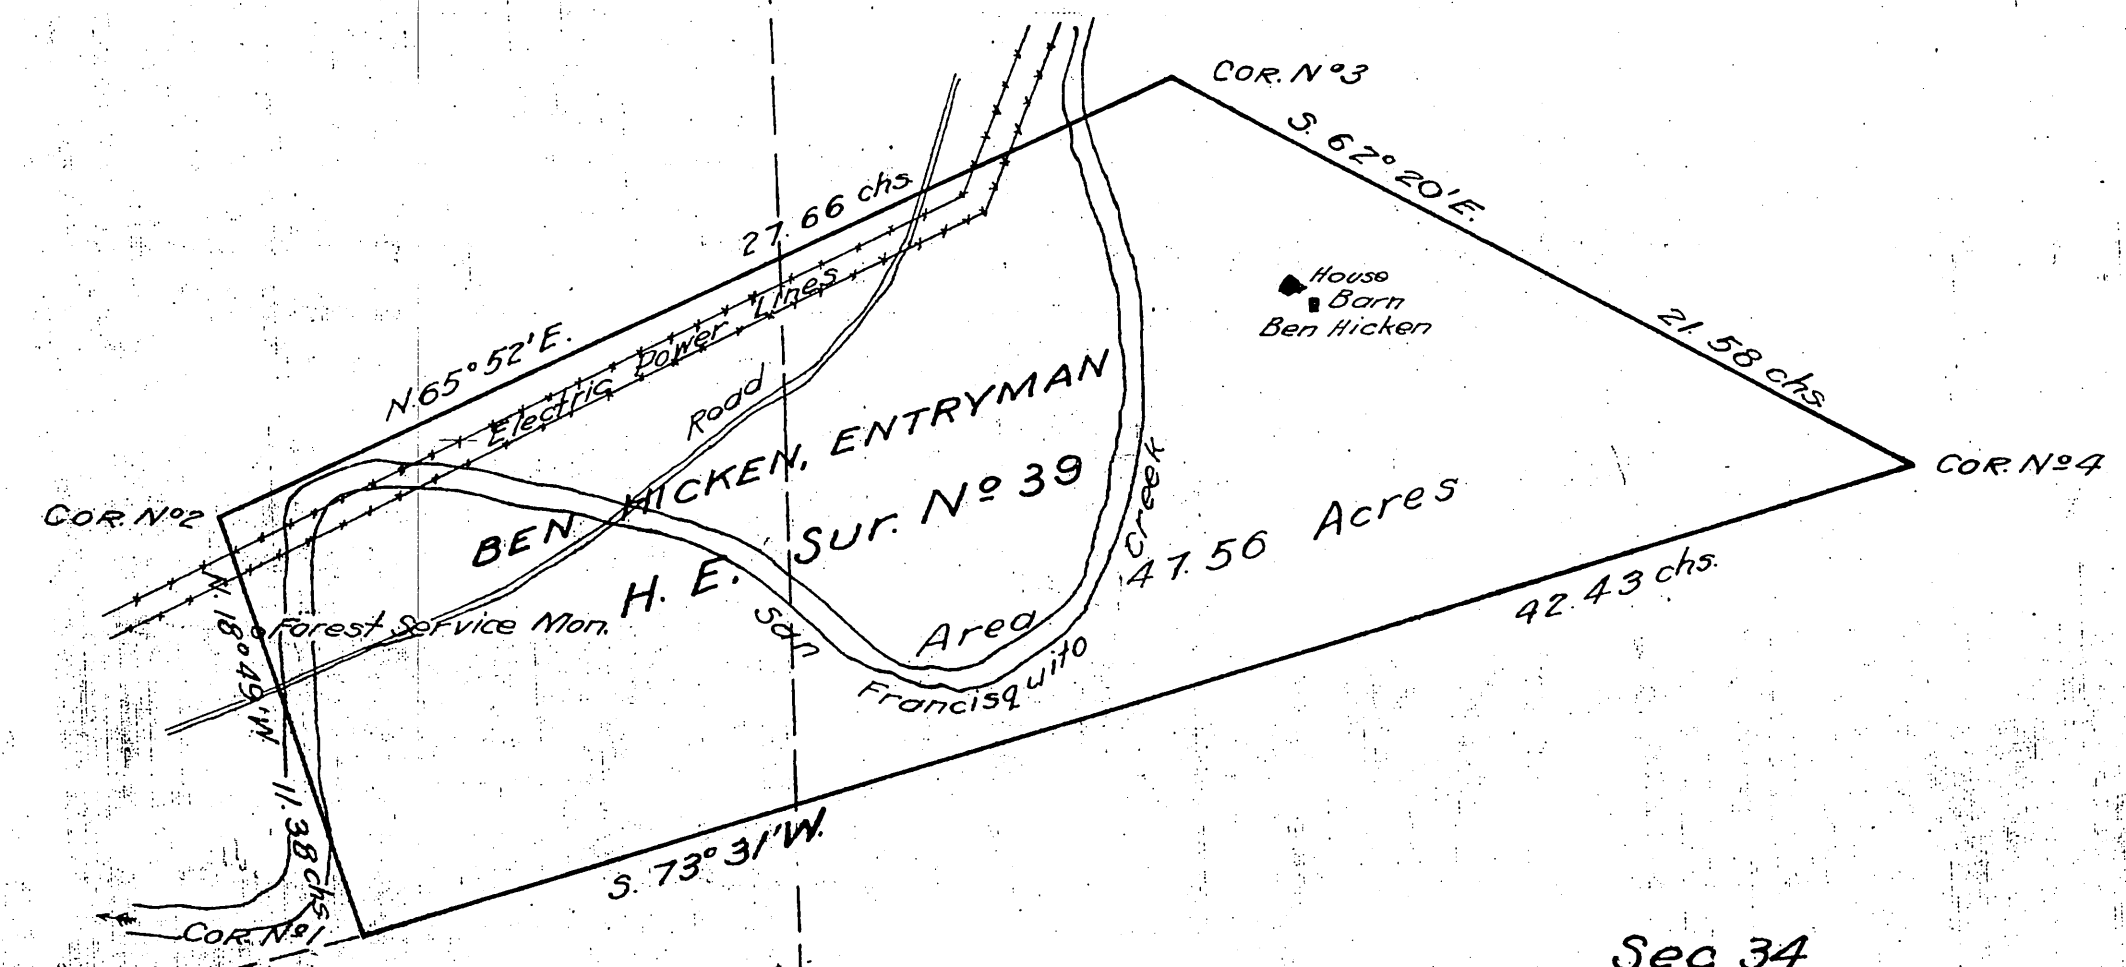 COR. Nº3
S. 62° 20' E.
27.66 chs.
House
Barn
Ben Hicken
21.58 chs.
N. 65° 52' E.
Electric Power Lines
Road
COR. Nº4
COR. Nº2
BEN HICKEN, ENTRYMAN
H. E. Sur. Nº 39
Area 47.56 Acres
San Francisquito Creek
42.43 chs.
N. 18° 49' W.
Forest Service Mon.
11.38 chs
S. 73° 31' W.
COR. Nº1
Sec 34